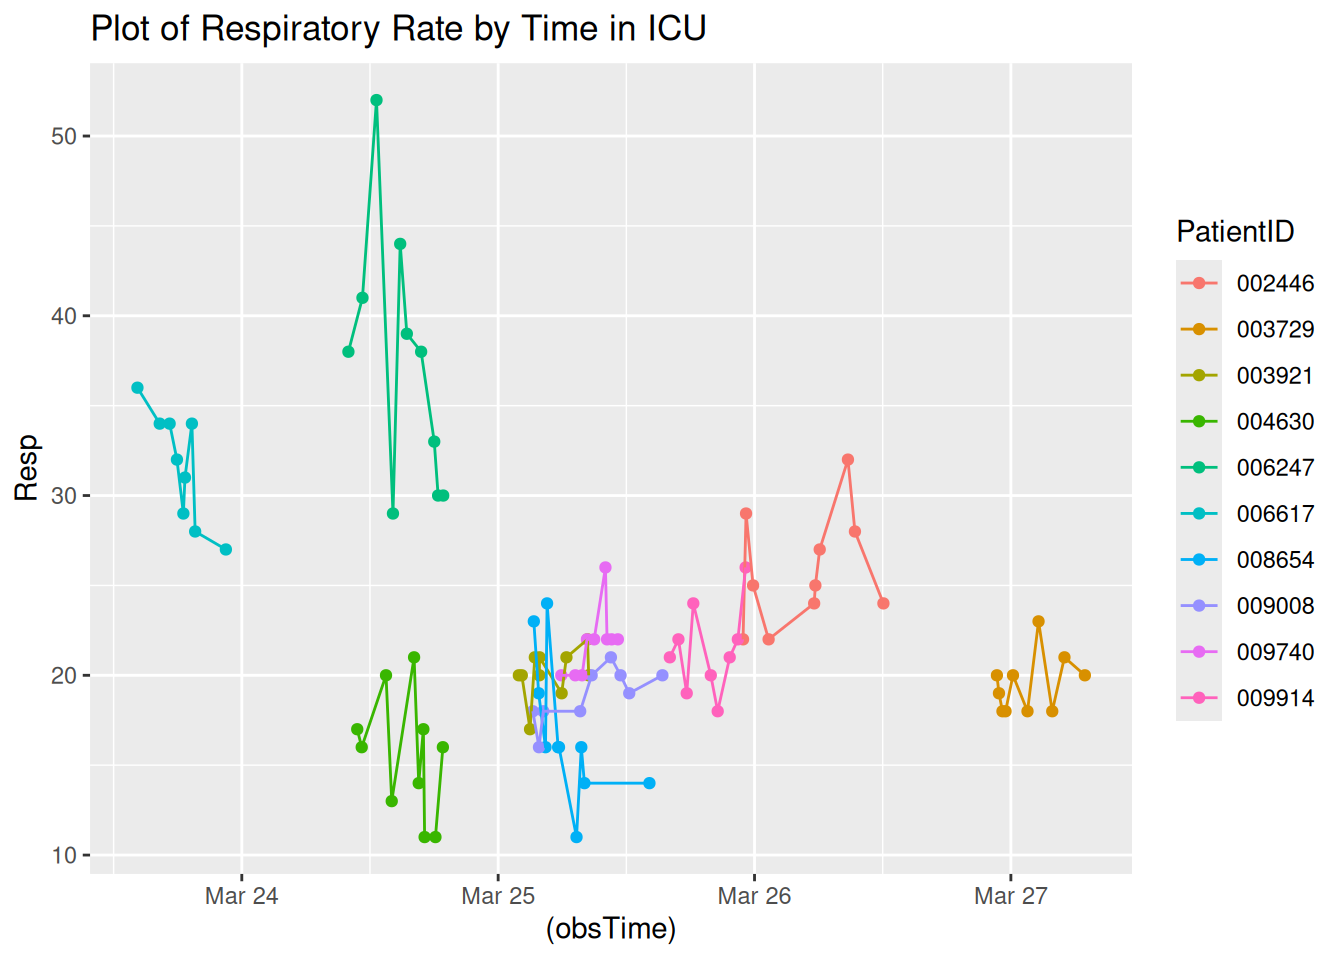 Plot of Respiratory Rate by Time in ICU
50
40
30
20
10
Resp
Mar 24
Mar 25
Mar 26
Mar 27
(obsTime)
PatientID
002446
003729
003921
004630
006247
006617
008654
009008
009740
009914